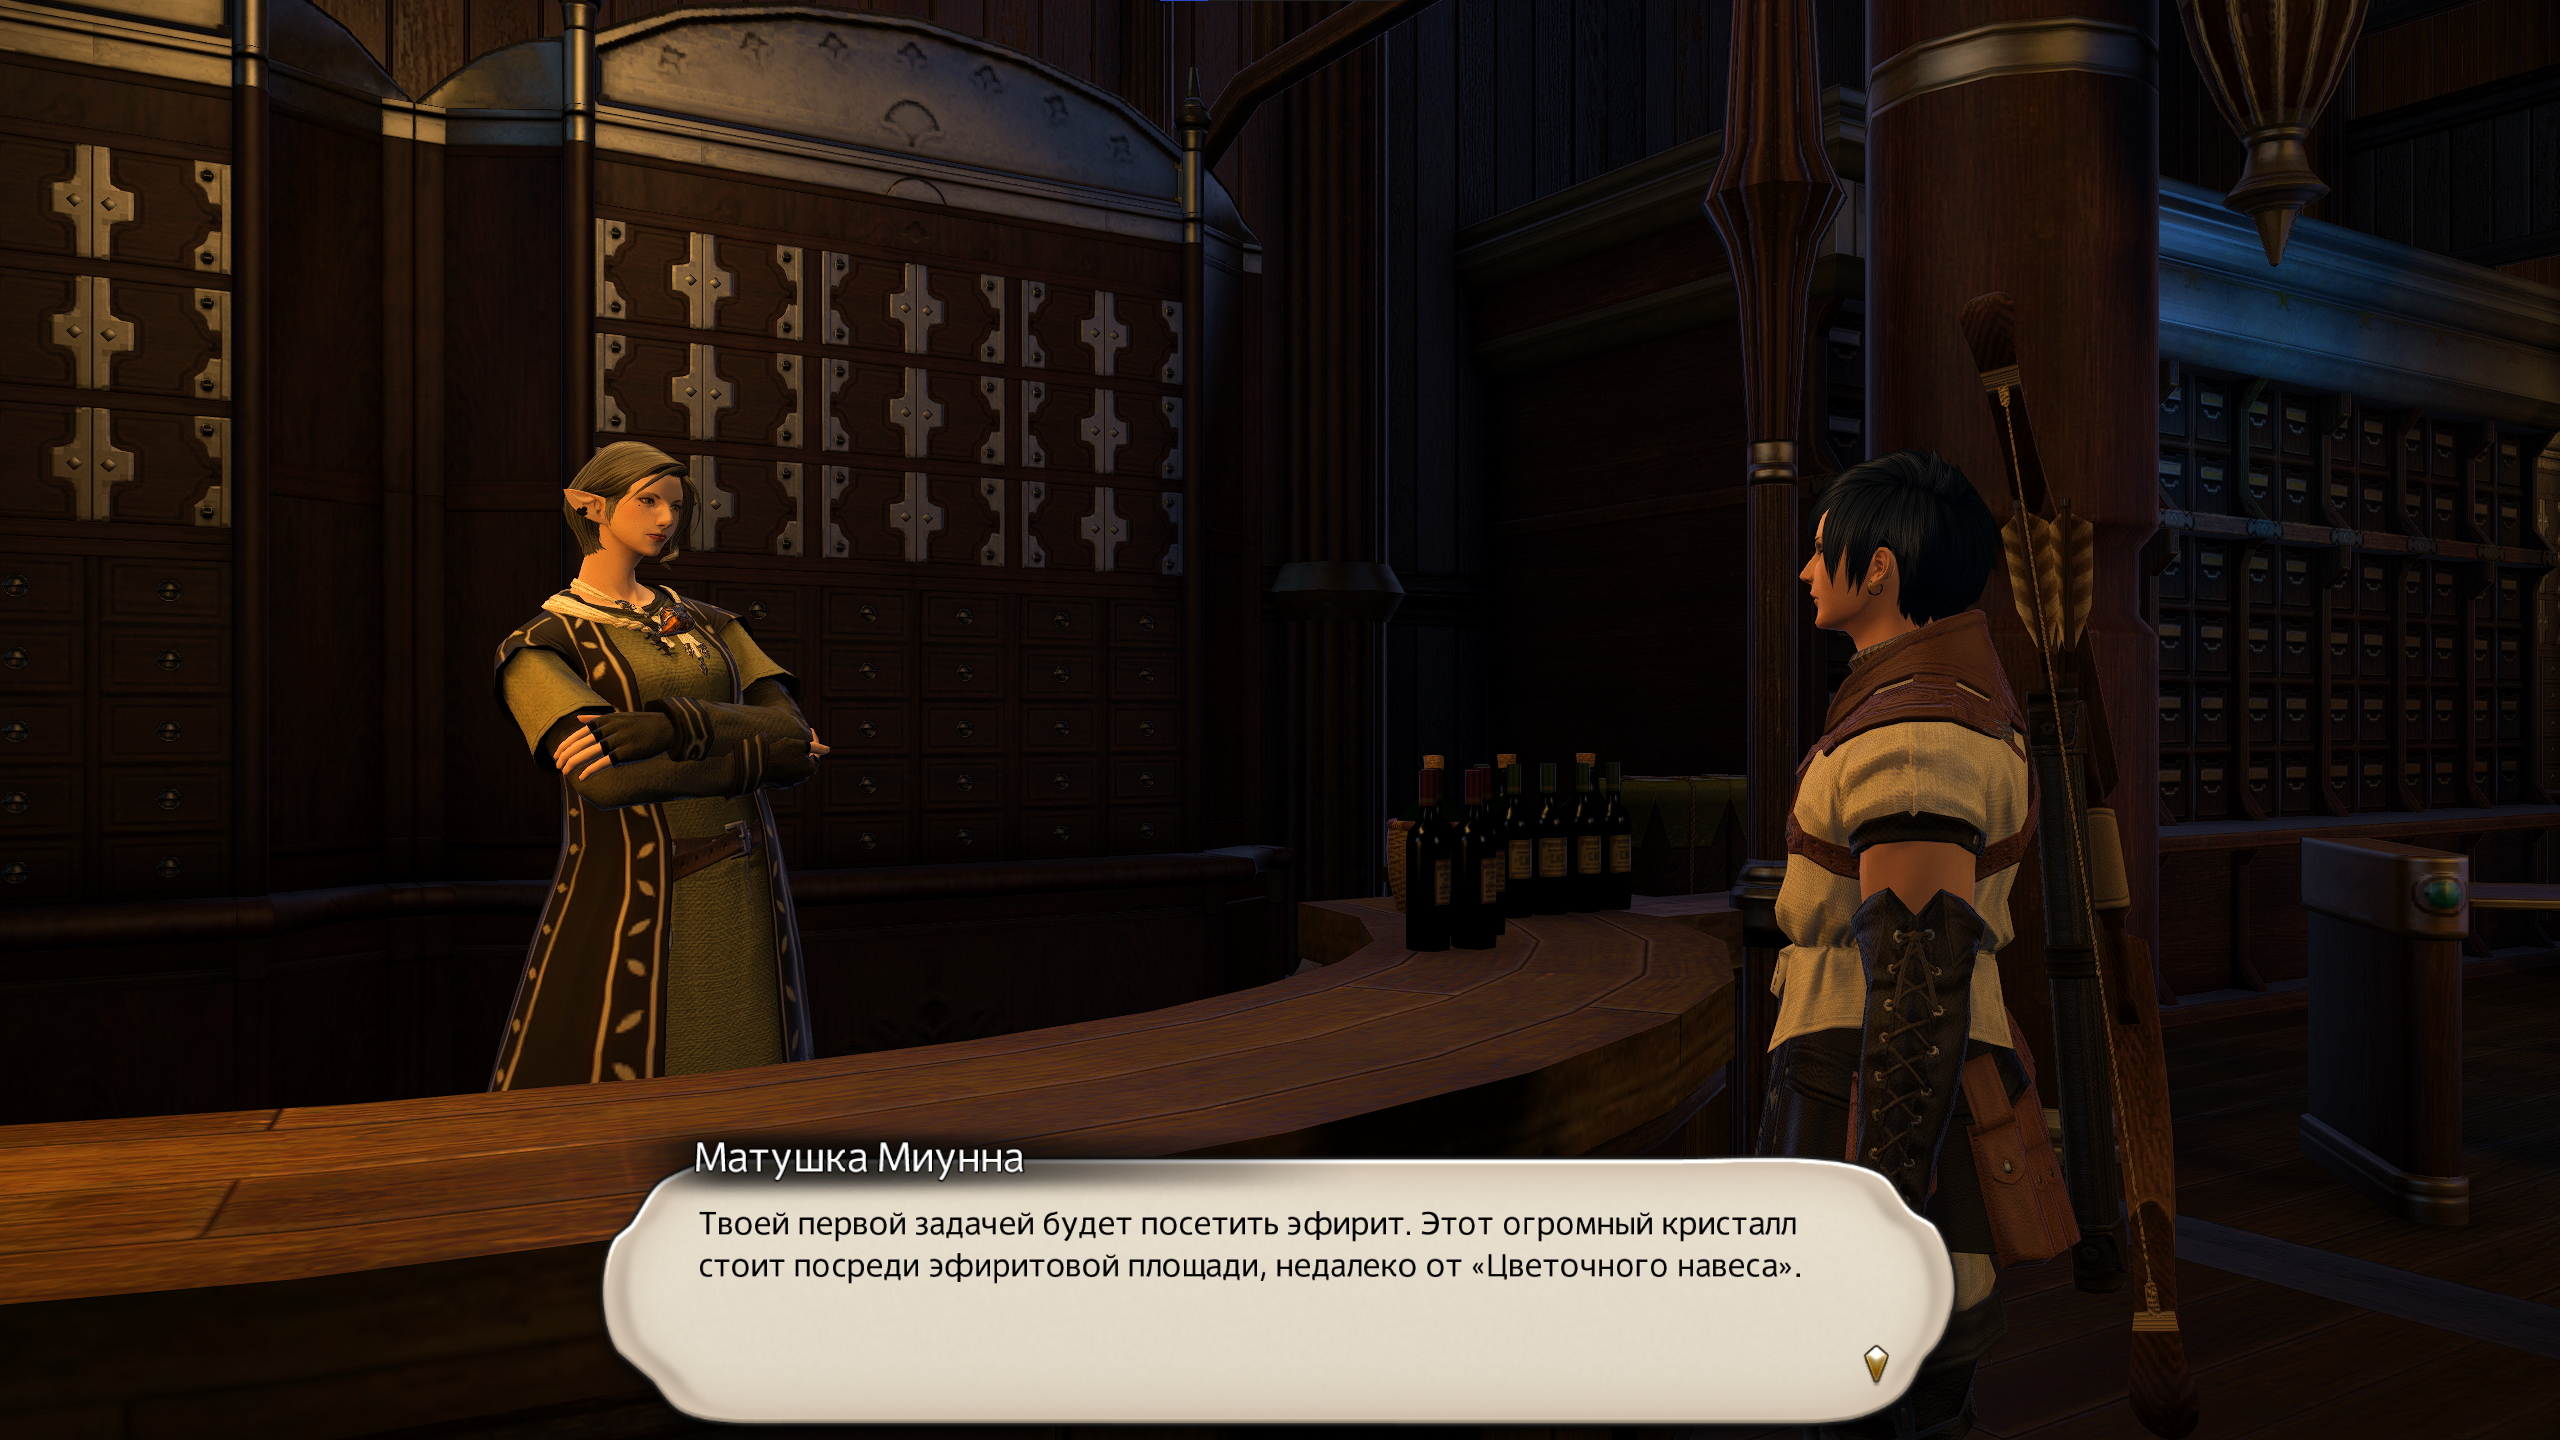 Матушка Миунна
Твоей первой задачей будет посетить эфирит. Этот огромный кристалл
стоит посреди эфиритовой площади, недалеко от «Цветочного навеса».